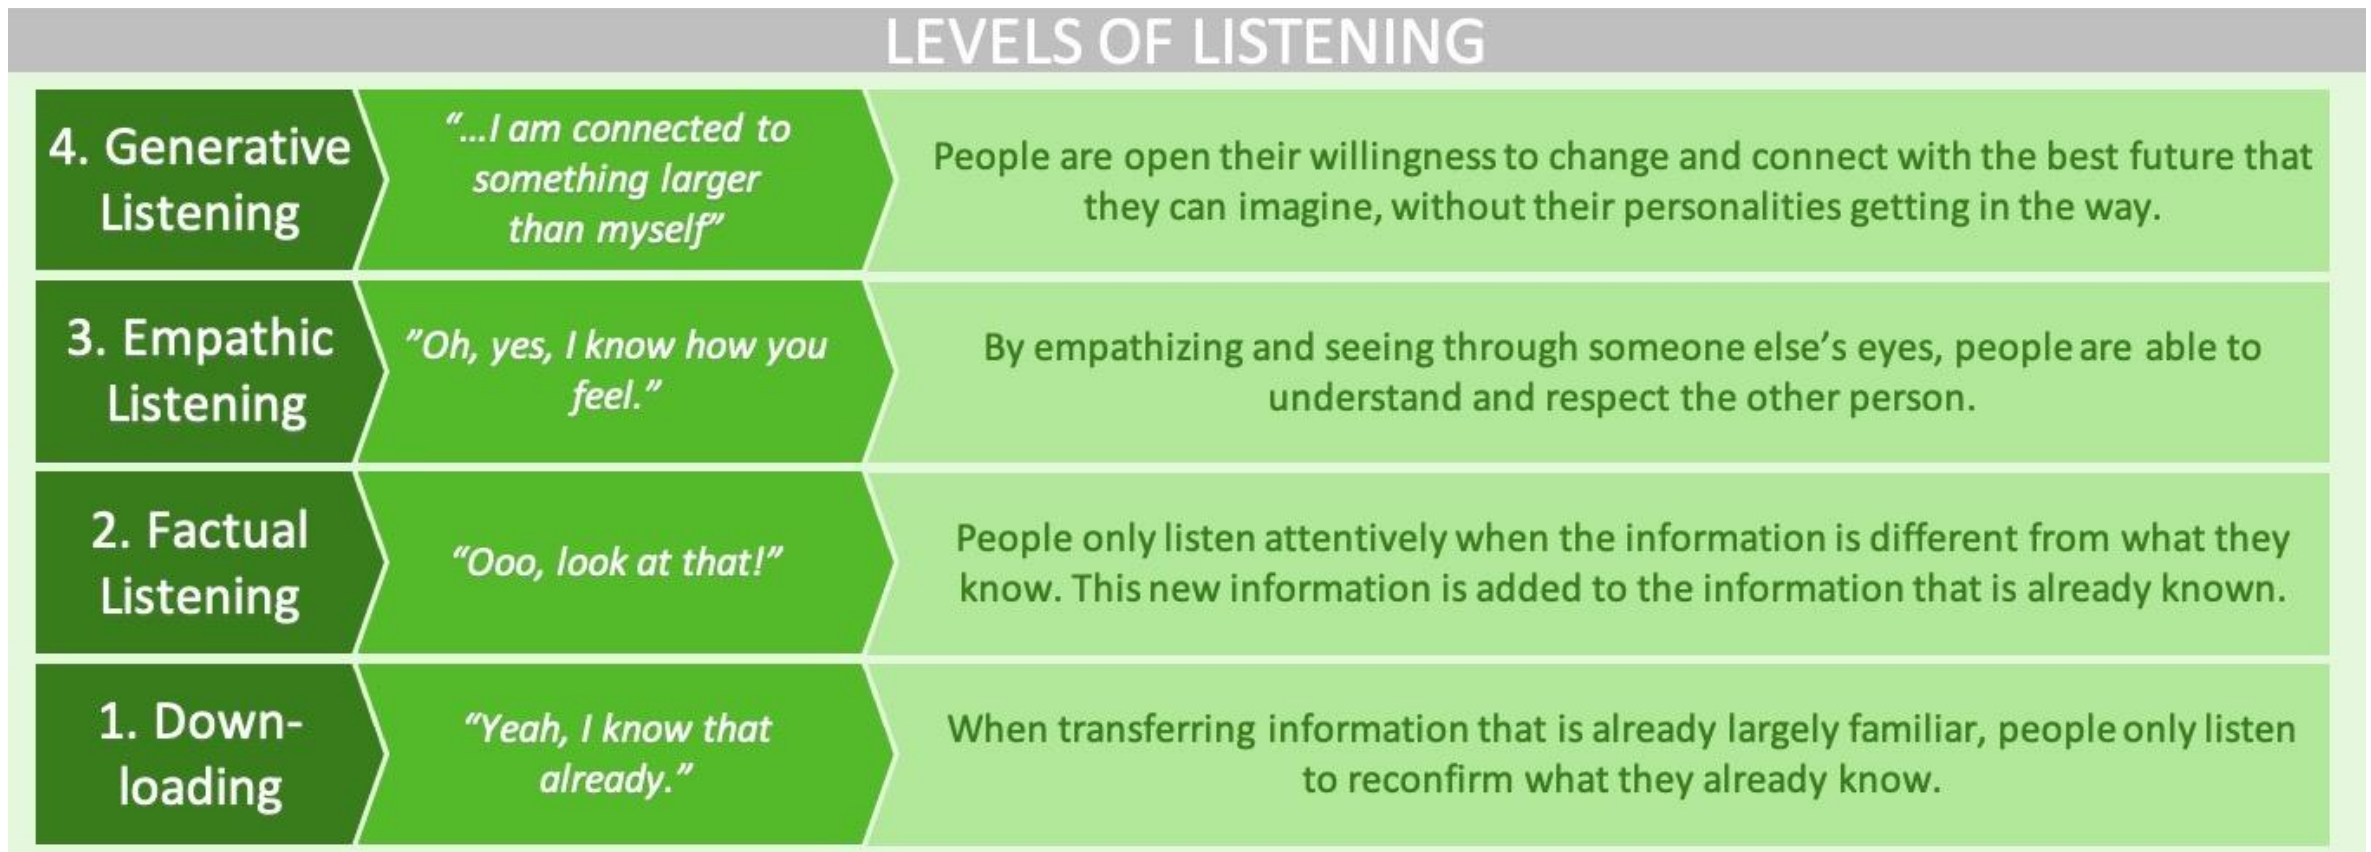 LEVELS OF LISTENING
4. Generative
Listening
“...I am connected to
something larger
than myself”
People are open their willingness to change and connect with the best future that
they can imagine, without their personalities getting in the way.
3. Empathic
Listening
”Oh, yes, I know how you
feel.”
By empathizing and seeing through someone else’s eyes, people are able to
understand and respect the other person.
2. Factual
Listening
“Ooo, look at that!”
People only listen attentively when the information is different from what they
know. This new information is added to the information that is already known.
1. Down-
loading
“Yeah, I know that
already.”
When transferring information that is already largely familiar, people only listen
to reconfirm what they already know.